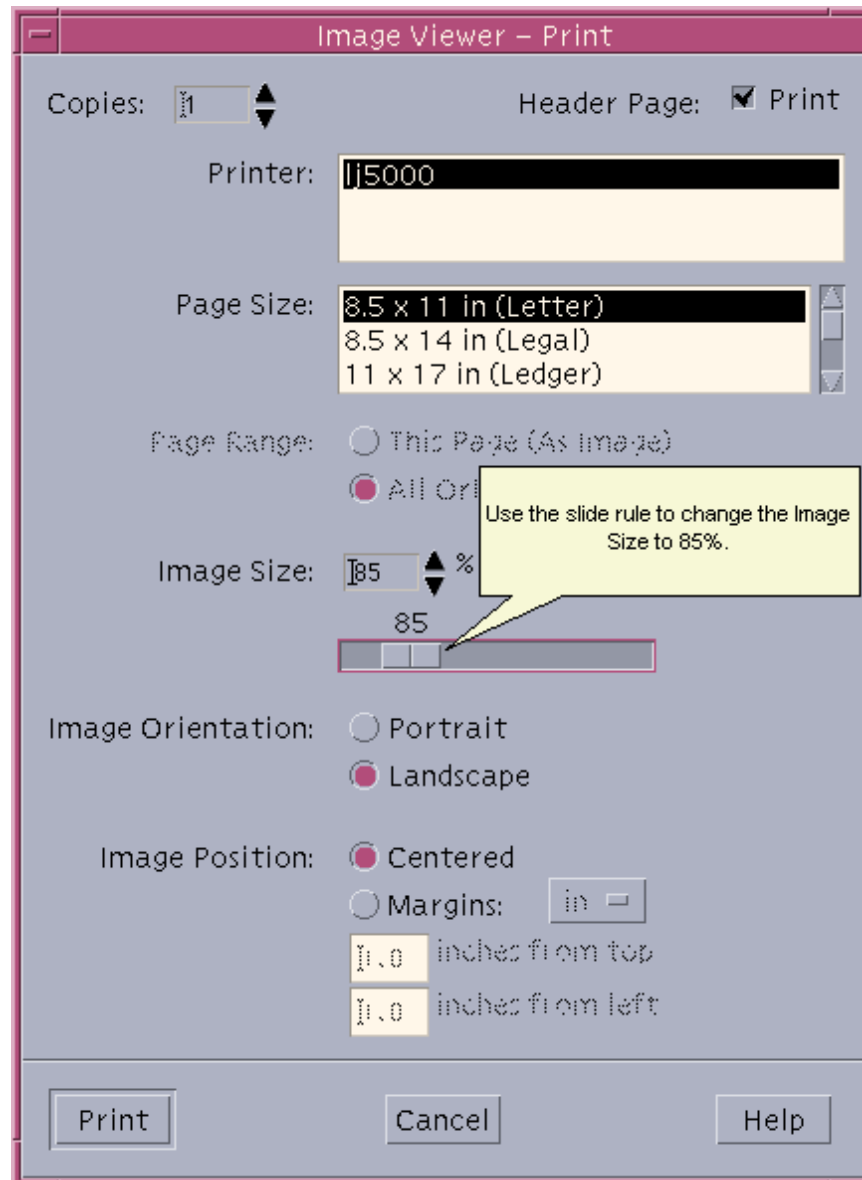 Image Viewer – Print
Copies: 1 Header Page: Print
Printer: lj5000
Page Size: 8.5 x 11 in (Letter)
8.5 x 14 in (Legal)
11 x 17 in (Ledger)
Page Range: This Page (As Image)
All
Use the slide rule to change the Image
Size to 85%.
Image Size: 85 %
85
Image Orientation: Portrait
Landscape
Image Position: Centered
Margins: in
1.0 inches from top
1.0 inches from left
Print Cancel Help